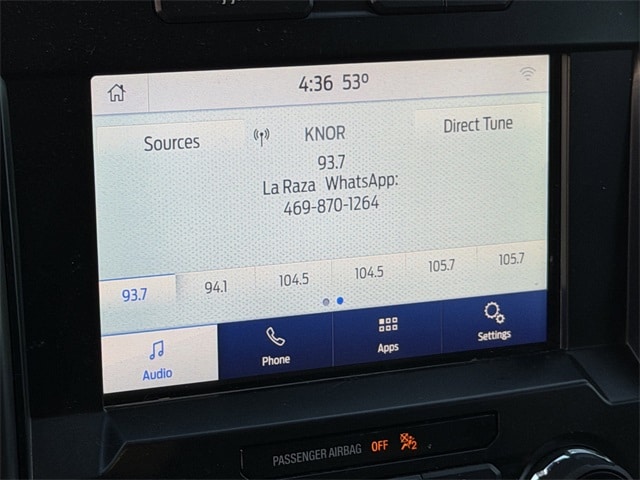 4:36 53°
Sources
KNOR
Direct Tune
93.7
La Raza WhatsApp:
469-870-1264
93.7 94.1 104.5 104.5 105.7 105.7
Audio Phone Apps Settings
PASSENGER AIRBAG OFF 2